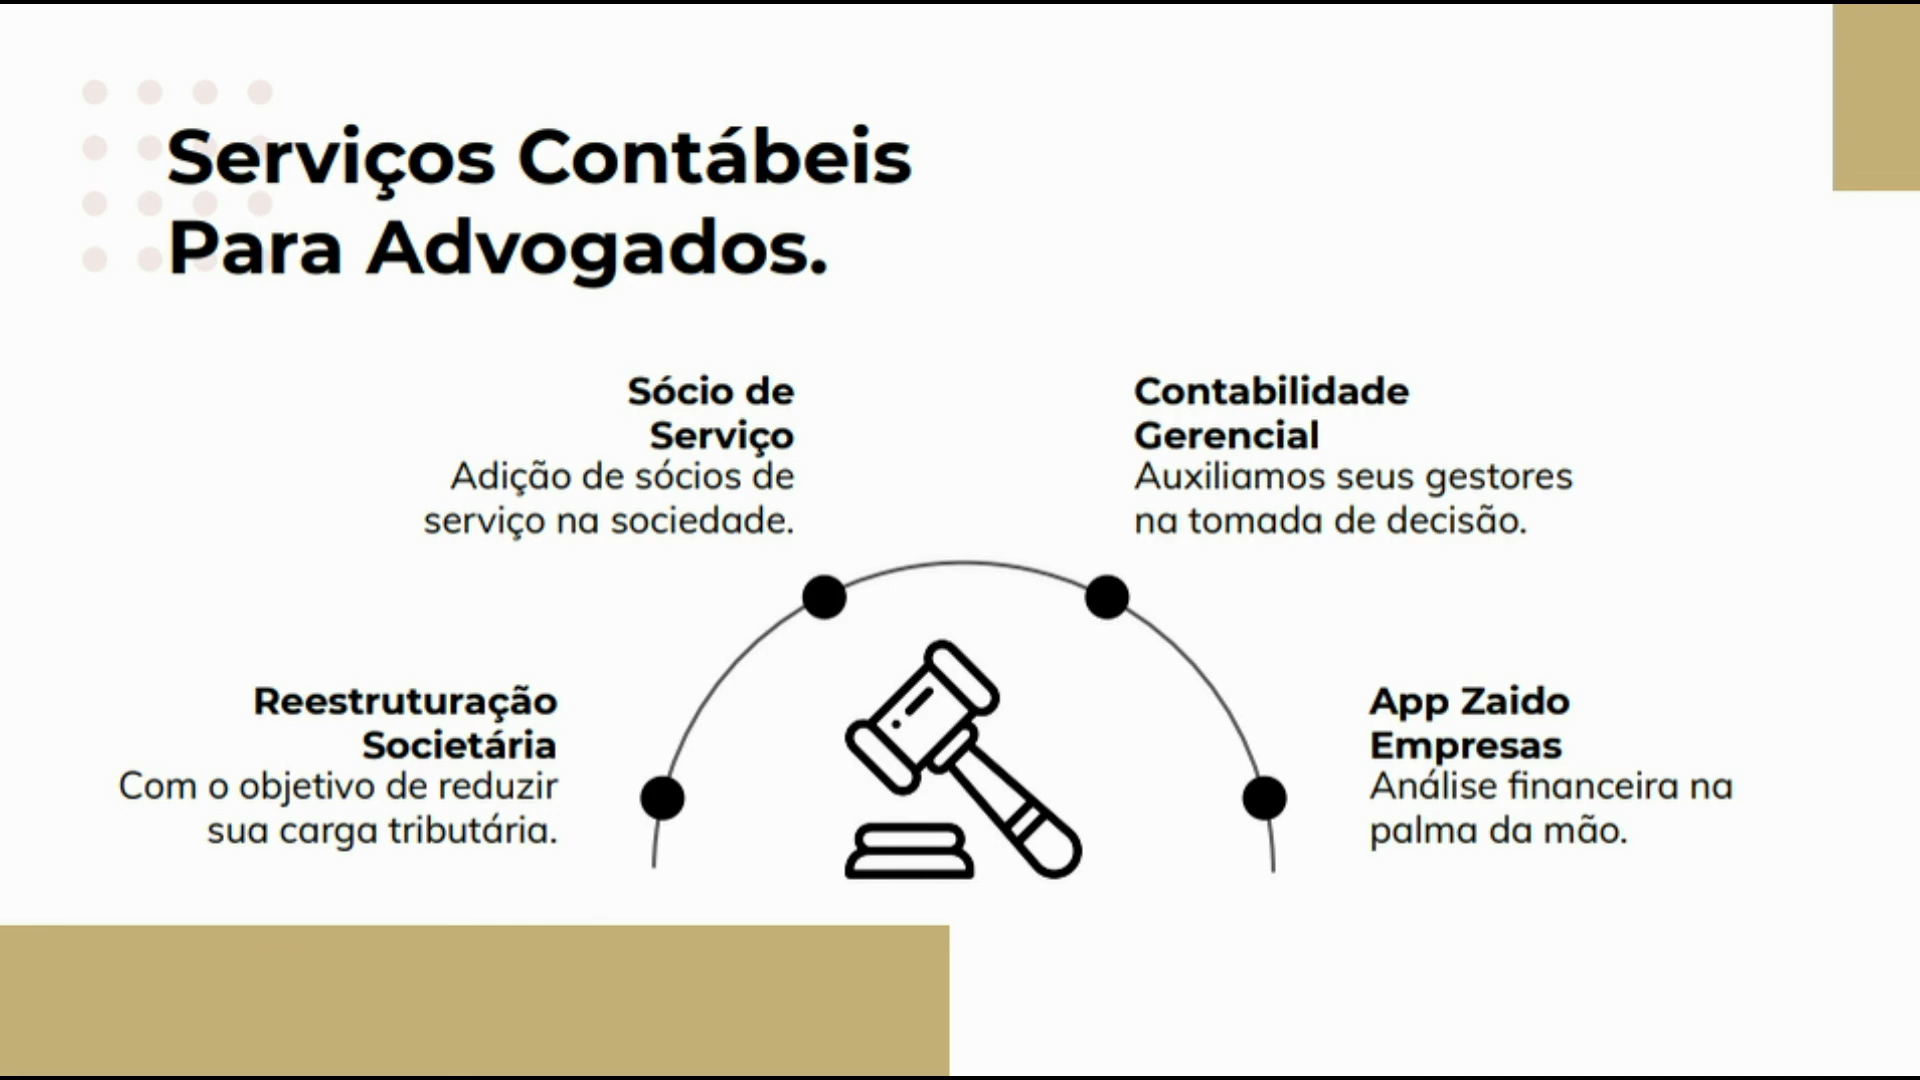 Serviços Contábeis
Para Advogados.
Sócio de
Serviço
Adição de sócios de
serviço na sociedade.
Contabilidade
Gerencial
Auxiliamos seus gestores
na tomada de decisão.
Reestruturação
Societária
Com o objetivo de reduzir
sua carga tributária.
App Zaido
Empresas
Análise financeira na
palma da mão.